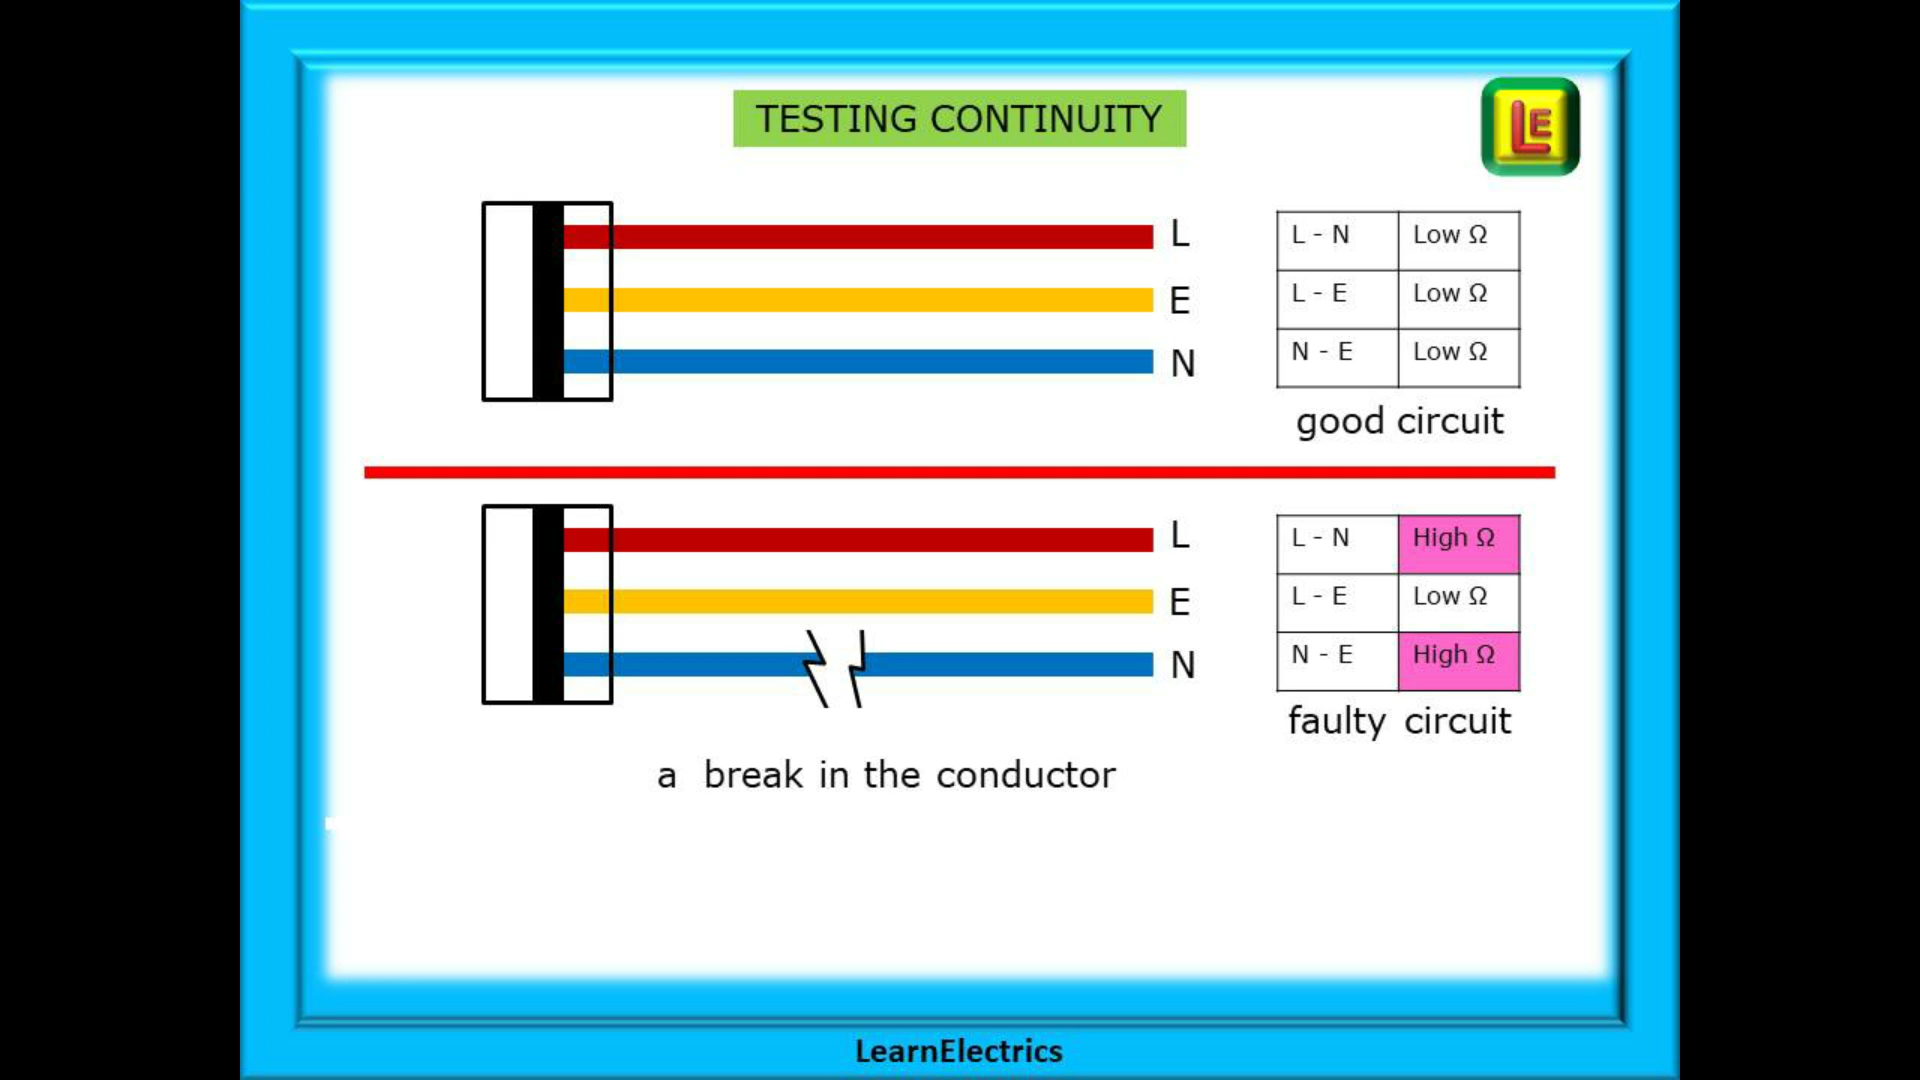 TESTING CONTINUITY
LE
L
E
N
L - N Low Ω
L - E Low Ω
N - E Low Ω
good circuit
L
E
N
L - N High Ω
L - E Low Ω
N - E High Ω
faulty circuit
a break in the conductor
LearnElectrics